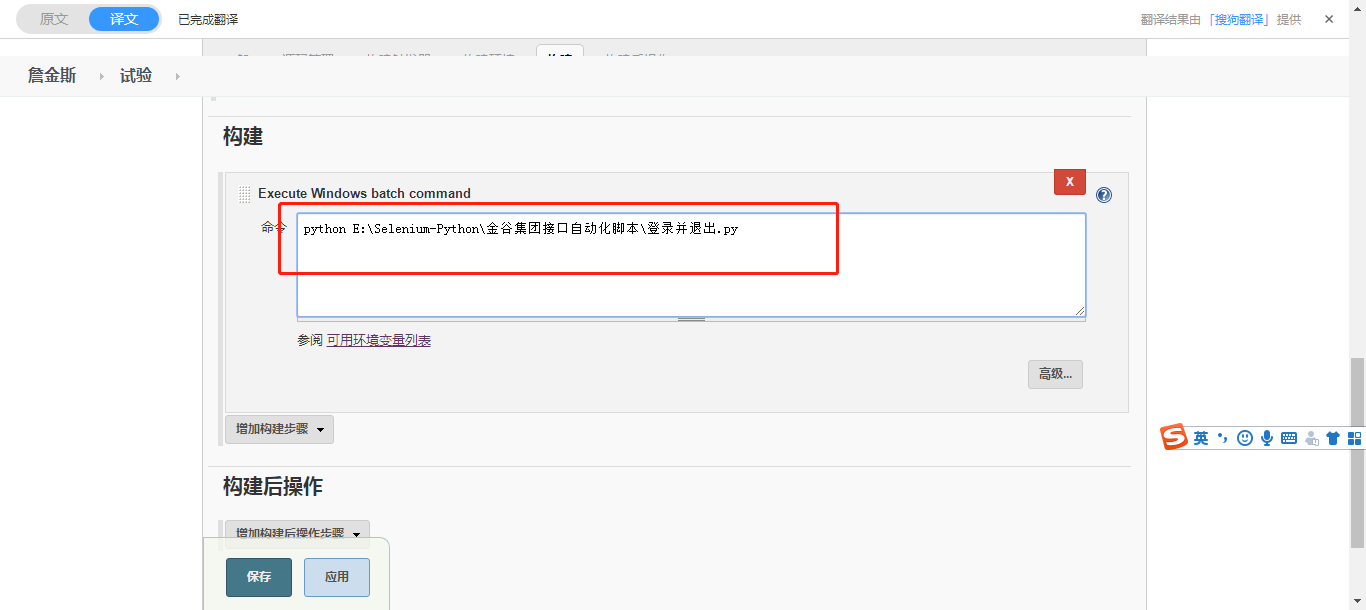 原文 译文 已完成翻译 翻译结果由「搜狗翻译」提供 ×
构建
詹金斯 试验
构建
Execute Windows batch command X ?
命令 python E:\Selenium-Python\金谷集团接口自动化脚本\登录并退出.py
参阅 可用环境变量列表
高级...
增加构建步骤
英
构建后操作
增加构建后操作步骤
保存 应用